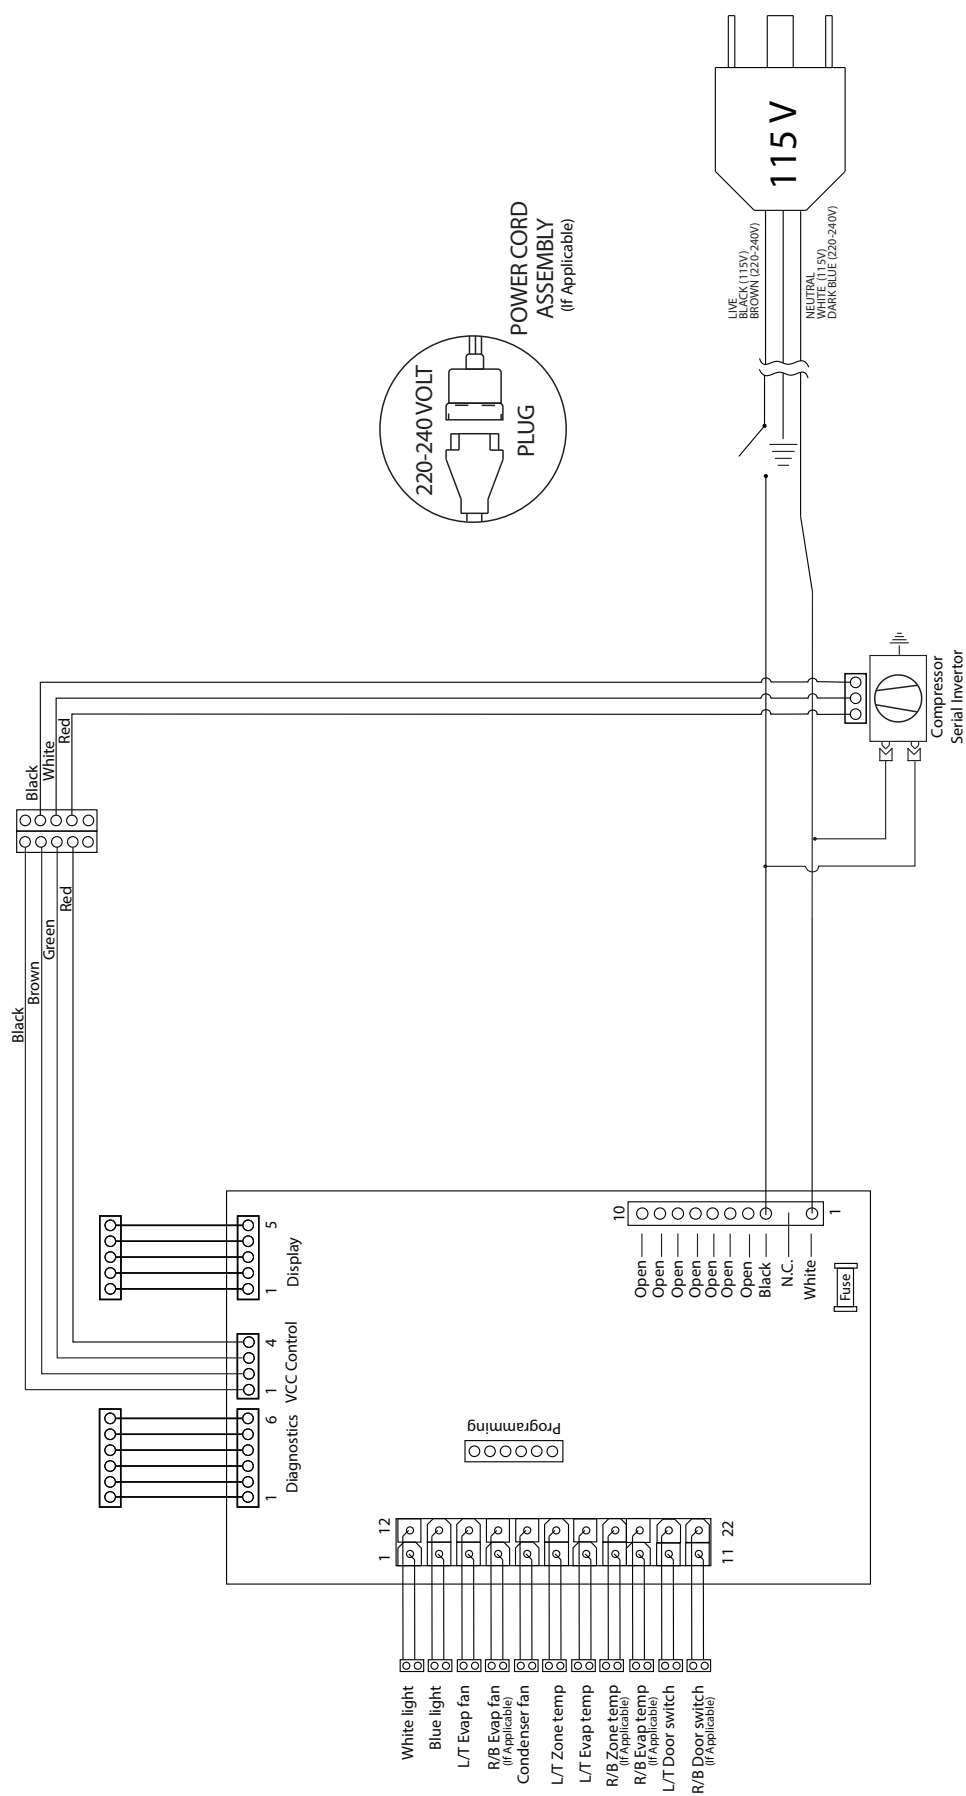 115 V
POWER CORD
ASSEMBLY
(If Applicable)
220-240 VOLT
PLUG
LIVE
BLACK (115V)
BROWN (220-240V)
NEUTRAL
WHITE (115V)
DARK BLUE (220-240V)
Compressor
Serial Invertor
Black
White
Red
Black
Brown
Green
Red
1
5
Display
1
4
VCC Control
1
6
Diagnostics
Programming
10
1
Open
Open
Open
Open
Open
Open
Open
Black
N.C.
White
Fuse
1
12
11
22
White light
Blue light
L/T Evap fan
R/B Evap fan
(If Applicable)
Condenser fan
L/T Zone temp
L/T Evap temp
R/B Zone temp
(If Applicable)
R/B Evap temp
(If Applicable)
L/T Door switch
R/B Door switch
(If Applicable)